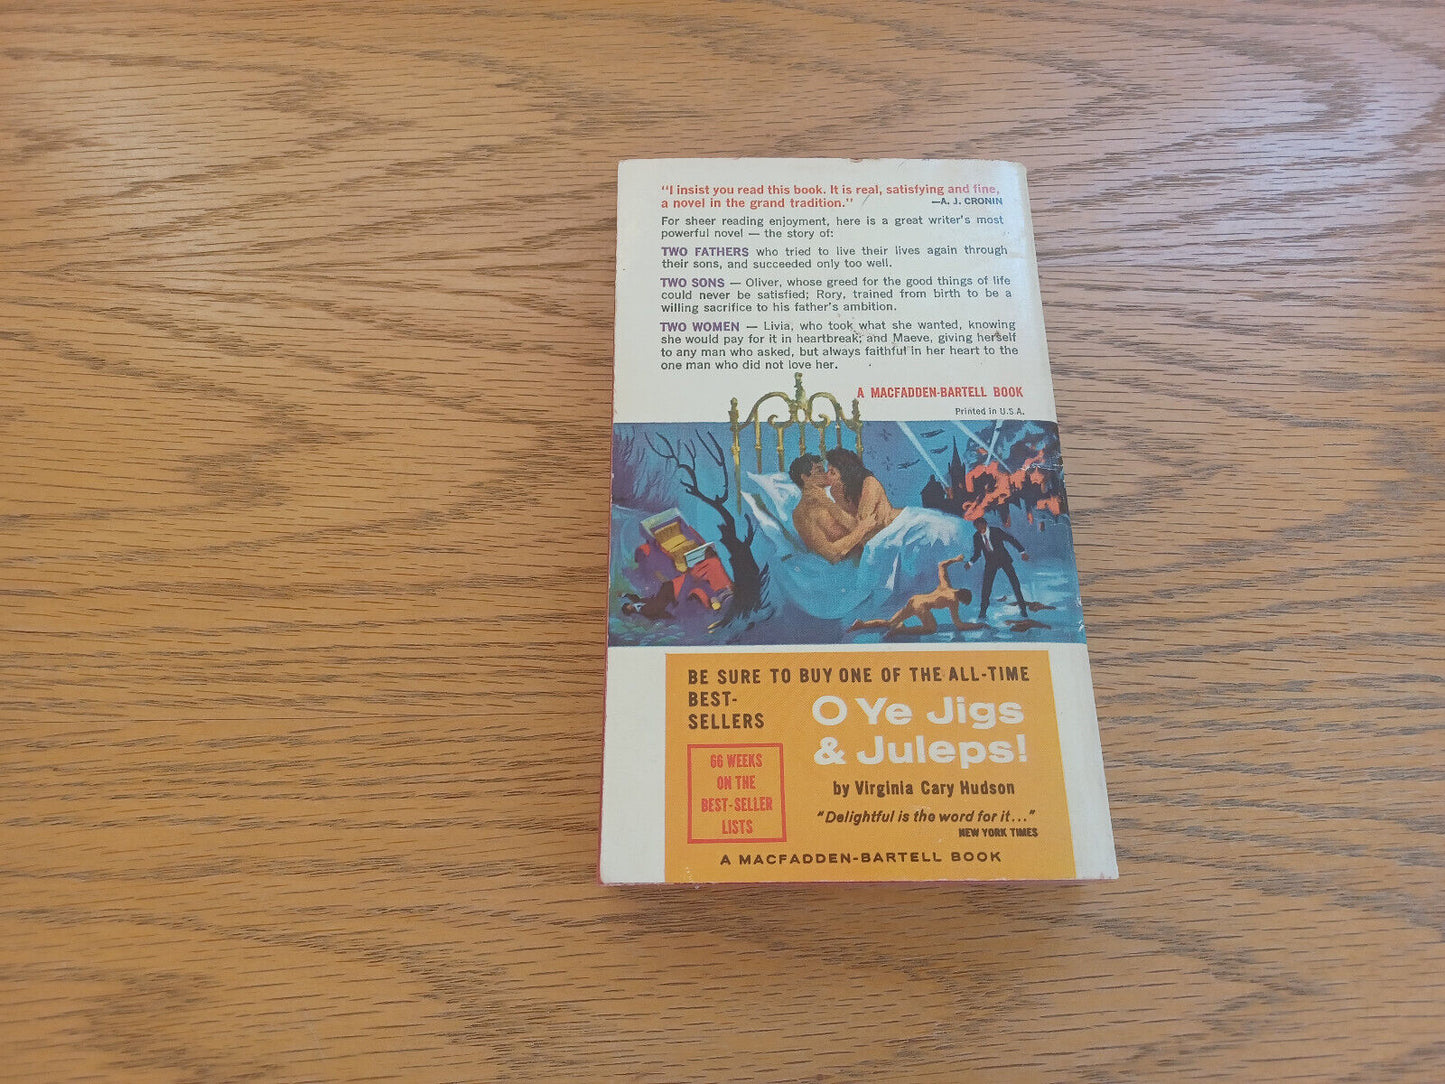 "I insist you read this book. It is real, satisfying and fine,
a novel in the grand tradition."
—A. J. CRONIN
For sheer reading enjoyment, here is a great writer's most
powerful novel — the story of:
TWO FATHERS who tried to live their lives again through
their sons, and succeeded only too well.
TWO SONS — Oliver, whose greed for the good things of life
could never be satisfied; Rory, trained from birth to be a
willing sacrifice to his father's ambition.
TWO WOMEN — Livia, who took what she wanted, knowing
she would pay for it in heartbreak; and Maeve, giving herself
to any man who asked, but always faithful in her heart to the
one man who did not love her.
A MACFADDEN-BARTELL BOOK
Printed in U.S.A.
BE SURE TO BUY ONE OF THE ALL-TIME
BEST-
SELLERS
O Ye Jigs
& Juleps!
66 WEEKS
ON THE
BEST-SELLER
LISTS
by Virginia Cary Hudson
"Delightful is the word for it..."
NEW YORK TIMES
A MACFADDEN-BARTELL BOOK